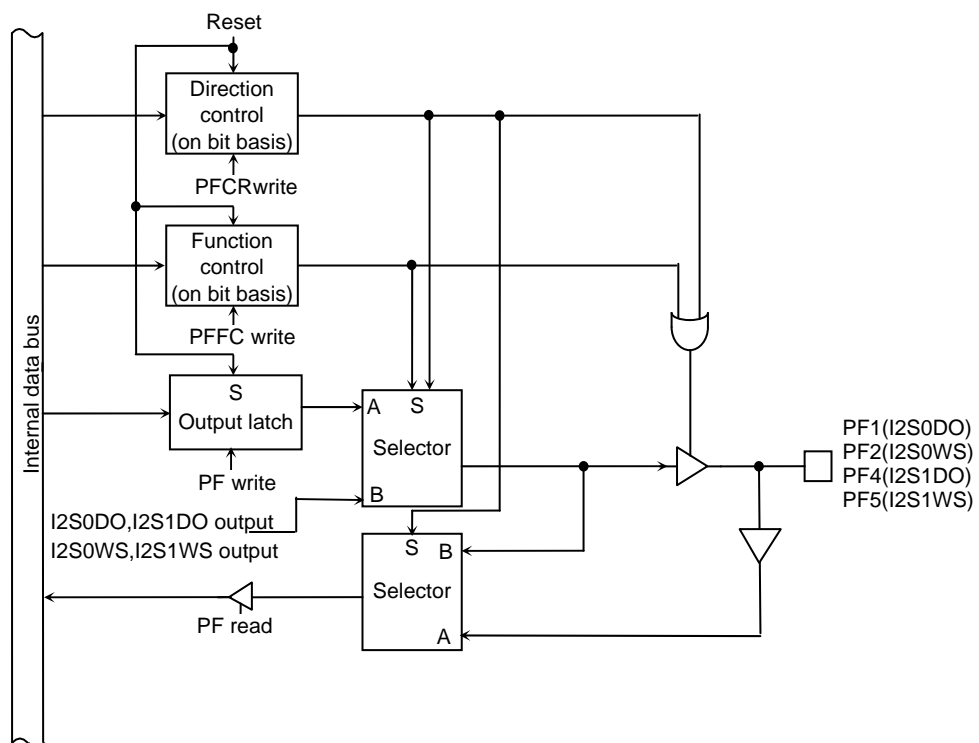 Reset
Direction
control
(on bit basis)
PFCRwrite
Function
control
(on bit basis)
PFFC write
Internal data bus
S
Output latch
PF write
A
S
Selector
B
I2S0DO,I2S1DO output
I2S0WS,I2S1WS output
S
B
Selector
A
PF read
PF1(I2S0DO)
PF2(I2S0WS)
PF4(I2S1DO)
PF5(I2S1WS)